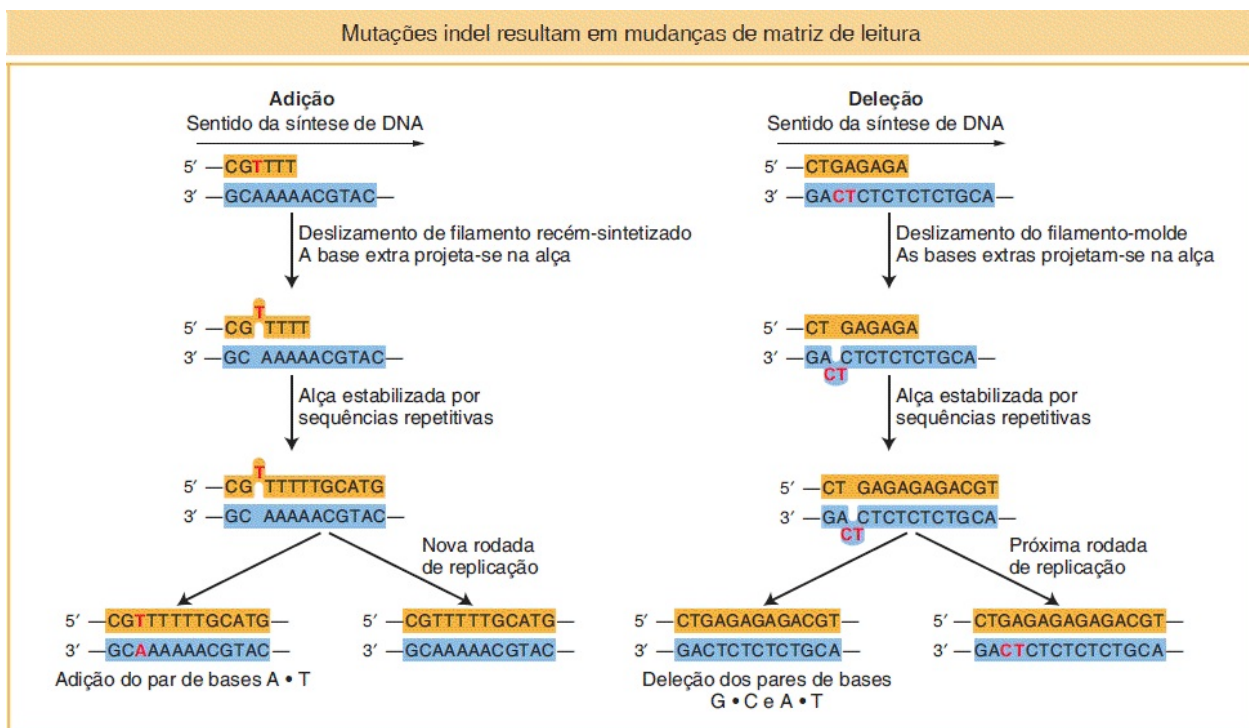 Mutações indel resultam em mudanças de matriz de leitura
Adição
Sentido da síntese de DNA
5′ —CGTTTT
3′ —GCAAAAACGTAC—
Deslizamento de filamento recém-sintetizado
A base extra projeta-se na alça
T
5′ —CG TTTT
3′ —GC AAAAACGTAC—
Alça estabilizada por
sequências repetitivas
T
5′ —CG TTTTTGCATG
3′ —GC AAAAACGTAC—
Nova rodada
de replicação
5′ —CGTTTTTTGCATG—
3′ —GCAAAAAACGTAC—
Adição do par de bases A • T
5′ —CGTTTTTGCATG—
3′ —GCAAAAACGTAC—
Deleção
Sentido da síntese de DNA
5′ —CTGAGAGA
3′ —GACTCTCTCTCTGCA—
Deslizamento do filamento-molde
As bases extras projetam-se na alça
5′ —CT GAGAGA
3′ —GA CTCTCTCTGCA—
CT
Alça estabilizada por
sequências repetitivas
5′ —CT GAGAGAGACGT
3′ —GA CTCTCTCTGCA—
CT
Próxima rodada
de replicação
5′ —CTGAGAGAGACGT—
3′ —GACTCTCTCTGCA—
Deleção dos pares de bases
G • C e A • T
5′ —CTGAGAGAGAGACGT—
3′ —GACTCTCTCTCTGCA—